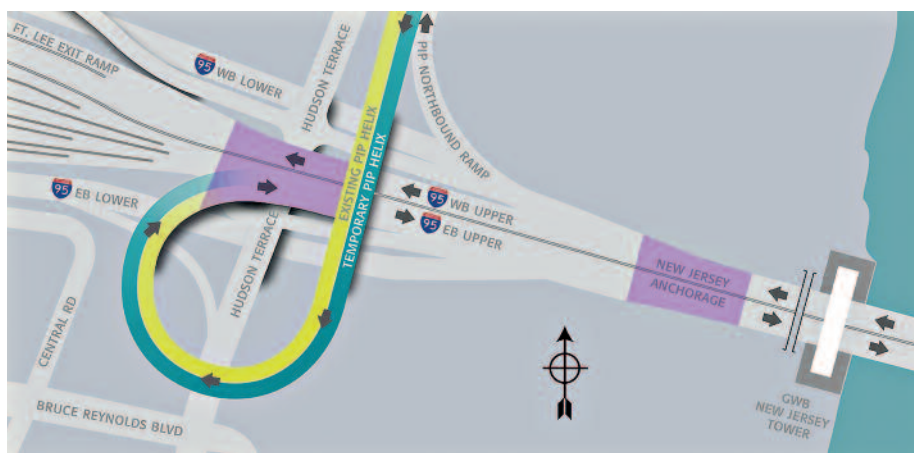 FT. LEE EXIT RAMP
95 WB LOWER
HUDSON TERRACE
EXISTING PIP HELIX
TEMPORARY PIP HELIX
PIP NORTHBOUND RAMP
95 EB LOWER
95 WB UPPER
95 EB UPPER
HUDSON TERRACE
NEW JERSEY
ANCHORAGE
CENTRAL RD
BRUCE REYNOLDS BLVD
GWB
NEW JERSEY
TOWER